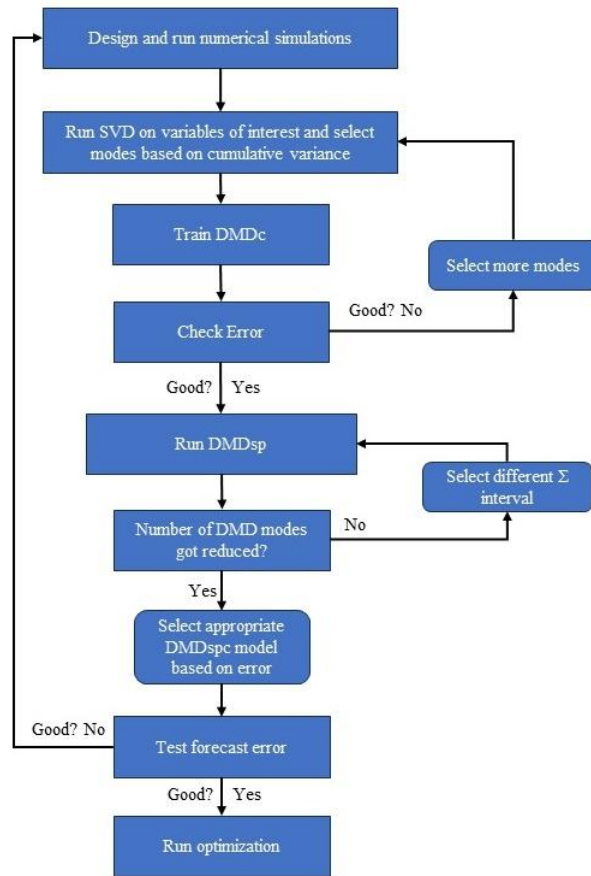 Design and run numerical simulations
Run SVD on variables of interest and select
modes based on cumulative variance
Train DMDc
Select more modes
Good? No
Check Error
Good? Yes
Run DMDsp
Select different Σ
interval
Number of DMD modes
got reduced?
No
Yes
Select appropriate
DMDspc model
based on error
Good? No
Test forecast error
Good? Yes
Run optimization